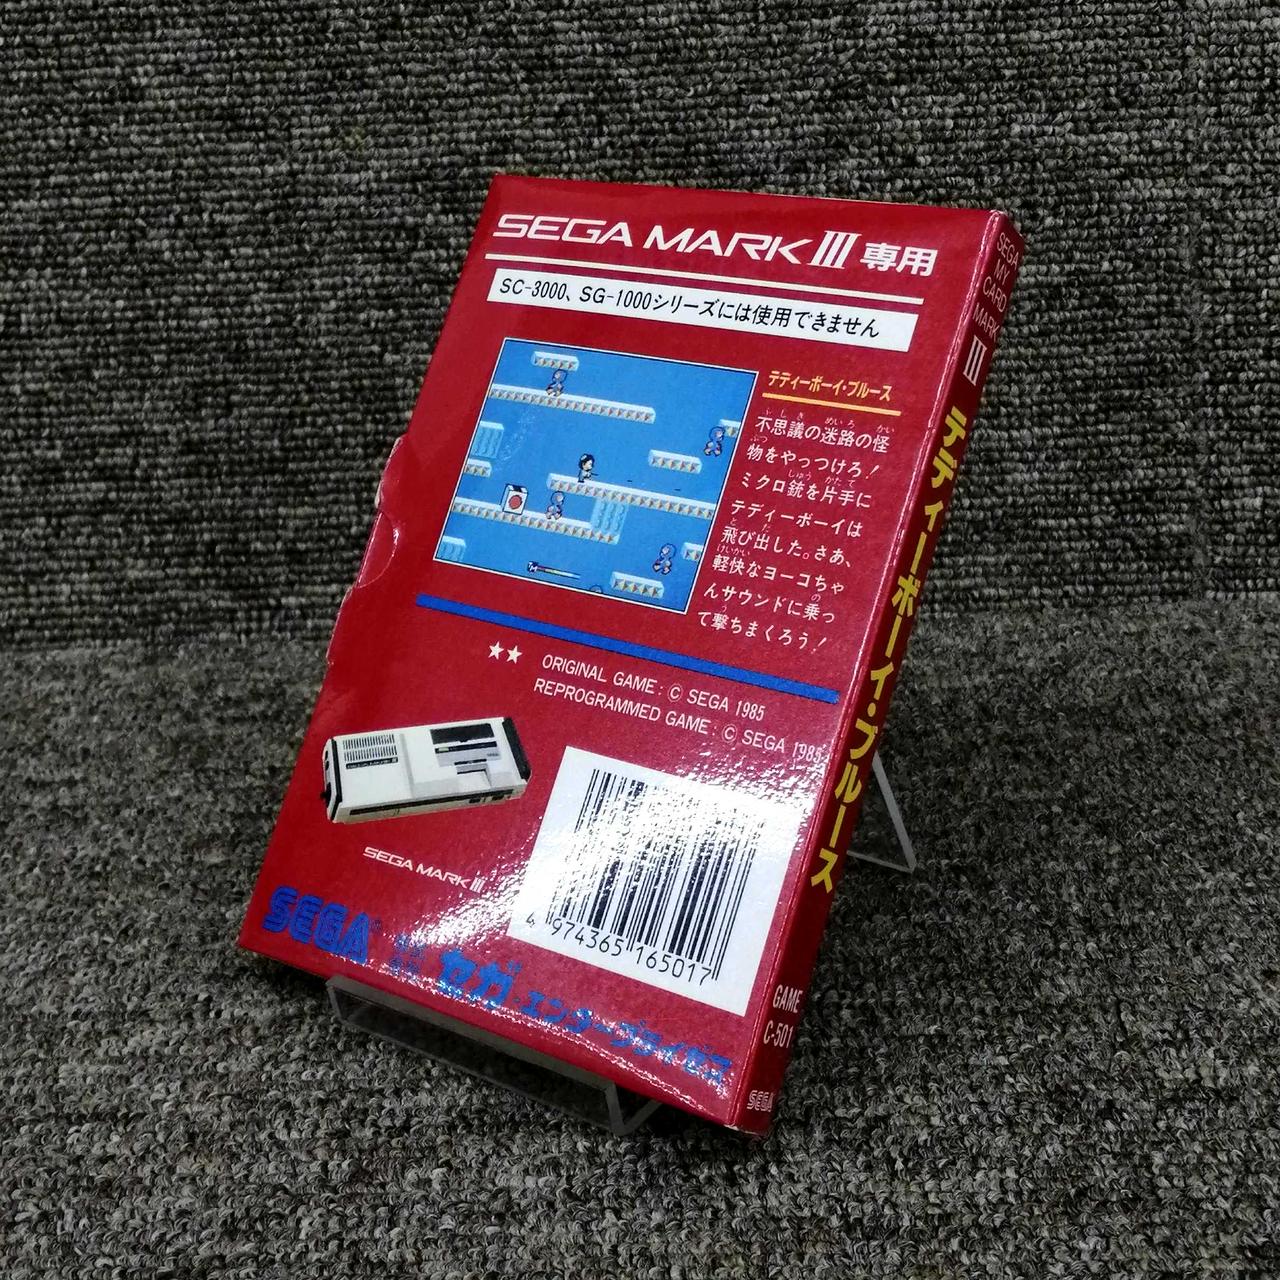 SEGA MARK III 専用
SC-3000、SG-1000シリーズには使用できません
テディーボーイ・ブルース
不思議の迷路の怪
物をやっつけろ!
ミクロ銃を片手に
テディーボーイは
飛び出した。さあ、
軽快なヨーコちゃ
んサウンドに乗っ
て撃ちまくろう!
★★ ORIGINAL GAME: © SEGA 1985
REPROGRAMMED GAME: © SEGA 1985
SEGA MARK III
4 974365 165017
SEGA® 株式会社 セガ・エンタープライゼス
SEGA MY CARD MARK III テディーボーイ・ブルース
GAME C-501
SEGA